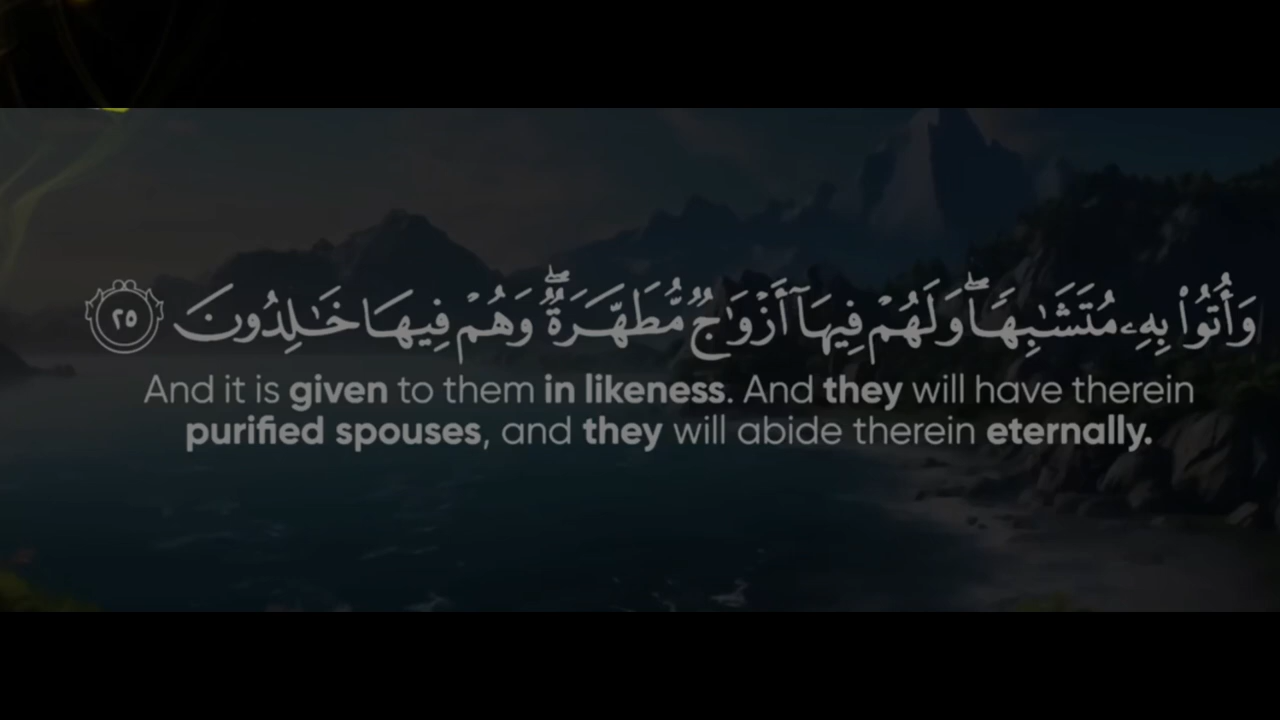 وَأُتُوا۟ بِهِۦ مُتَشَـٰبِهًۭا ۖ وَلَهُمْ فِيهَآ أَزْوَٰجٌۭ مُّطَهَّرَةٌۭ ۖ وَهُمْ فِيهَا خَـٰلِدُونَ ٢٥
And it is given to them in likeness. And they will have therein
purified spouses, and they will abide therein eternally.